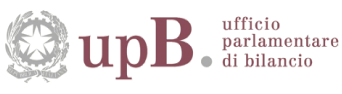 upB.
ufficio
parlamentare
di bilancio